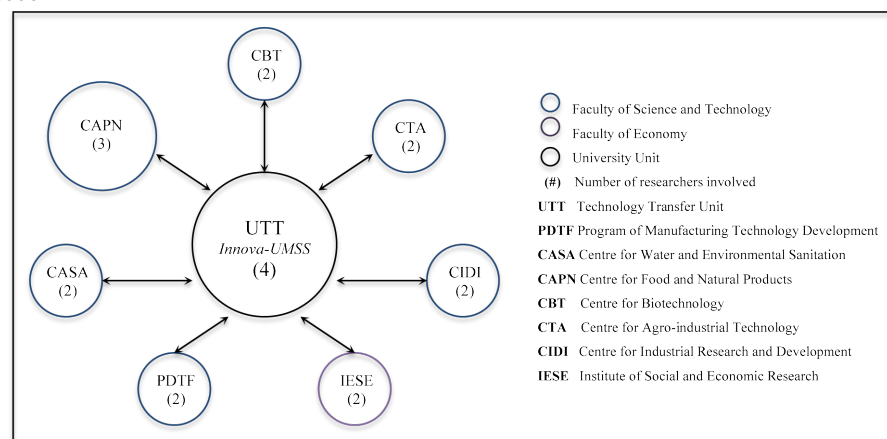 CBT
(2)
CAPN
(3)
CTA
(2)
UTT
Innova-UMSS
(4)
CASA
(2)
CIDI
(2)
PDTF
(2)
IESE
(2)
Faculty of Science and Technology
Faculty of Economy
University Unit
(#) Number of researchers involved
UTT Technology Transfer Unit
PDTF Program of Manufacturing Technology Development
CASA Centre for Water and Environmental Sanitation
CAPN Centre for Food and Natural Products
CBT Centre for Biotechnology
CTA Centre for Agro-industrial Technology
CIDI Centre for Industrial Research and Development
IESE Institute of Social and Economic Research